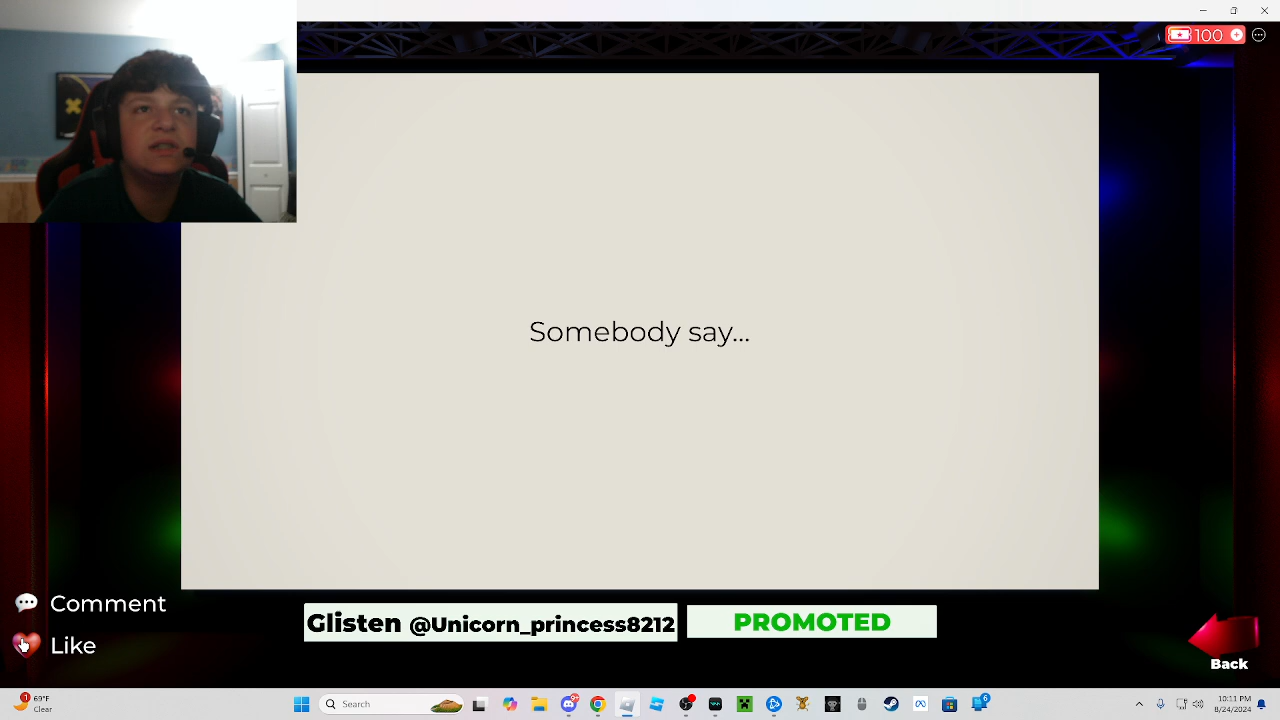 100
Somebody say...
Comment
Glisten @Unicorn_princess8212
PROMOTED
Like
Back
69°F
Clear
Search
10:11 PM
8/24/2024